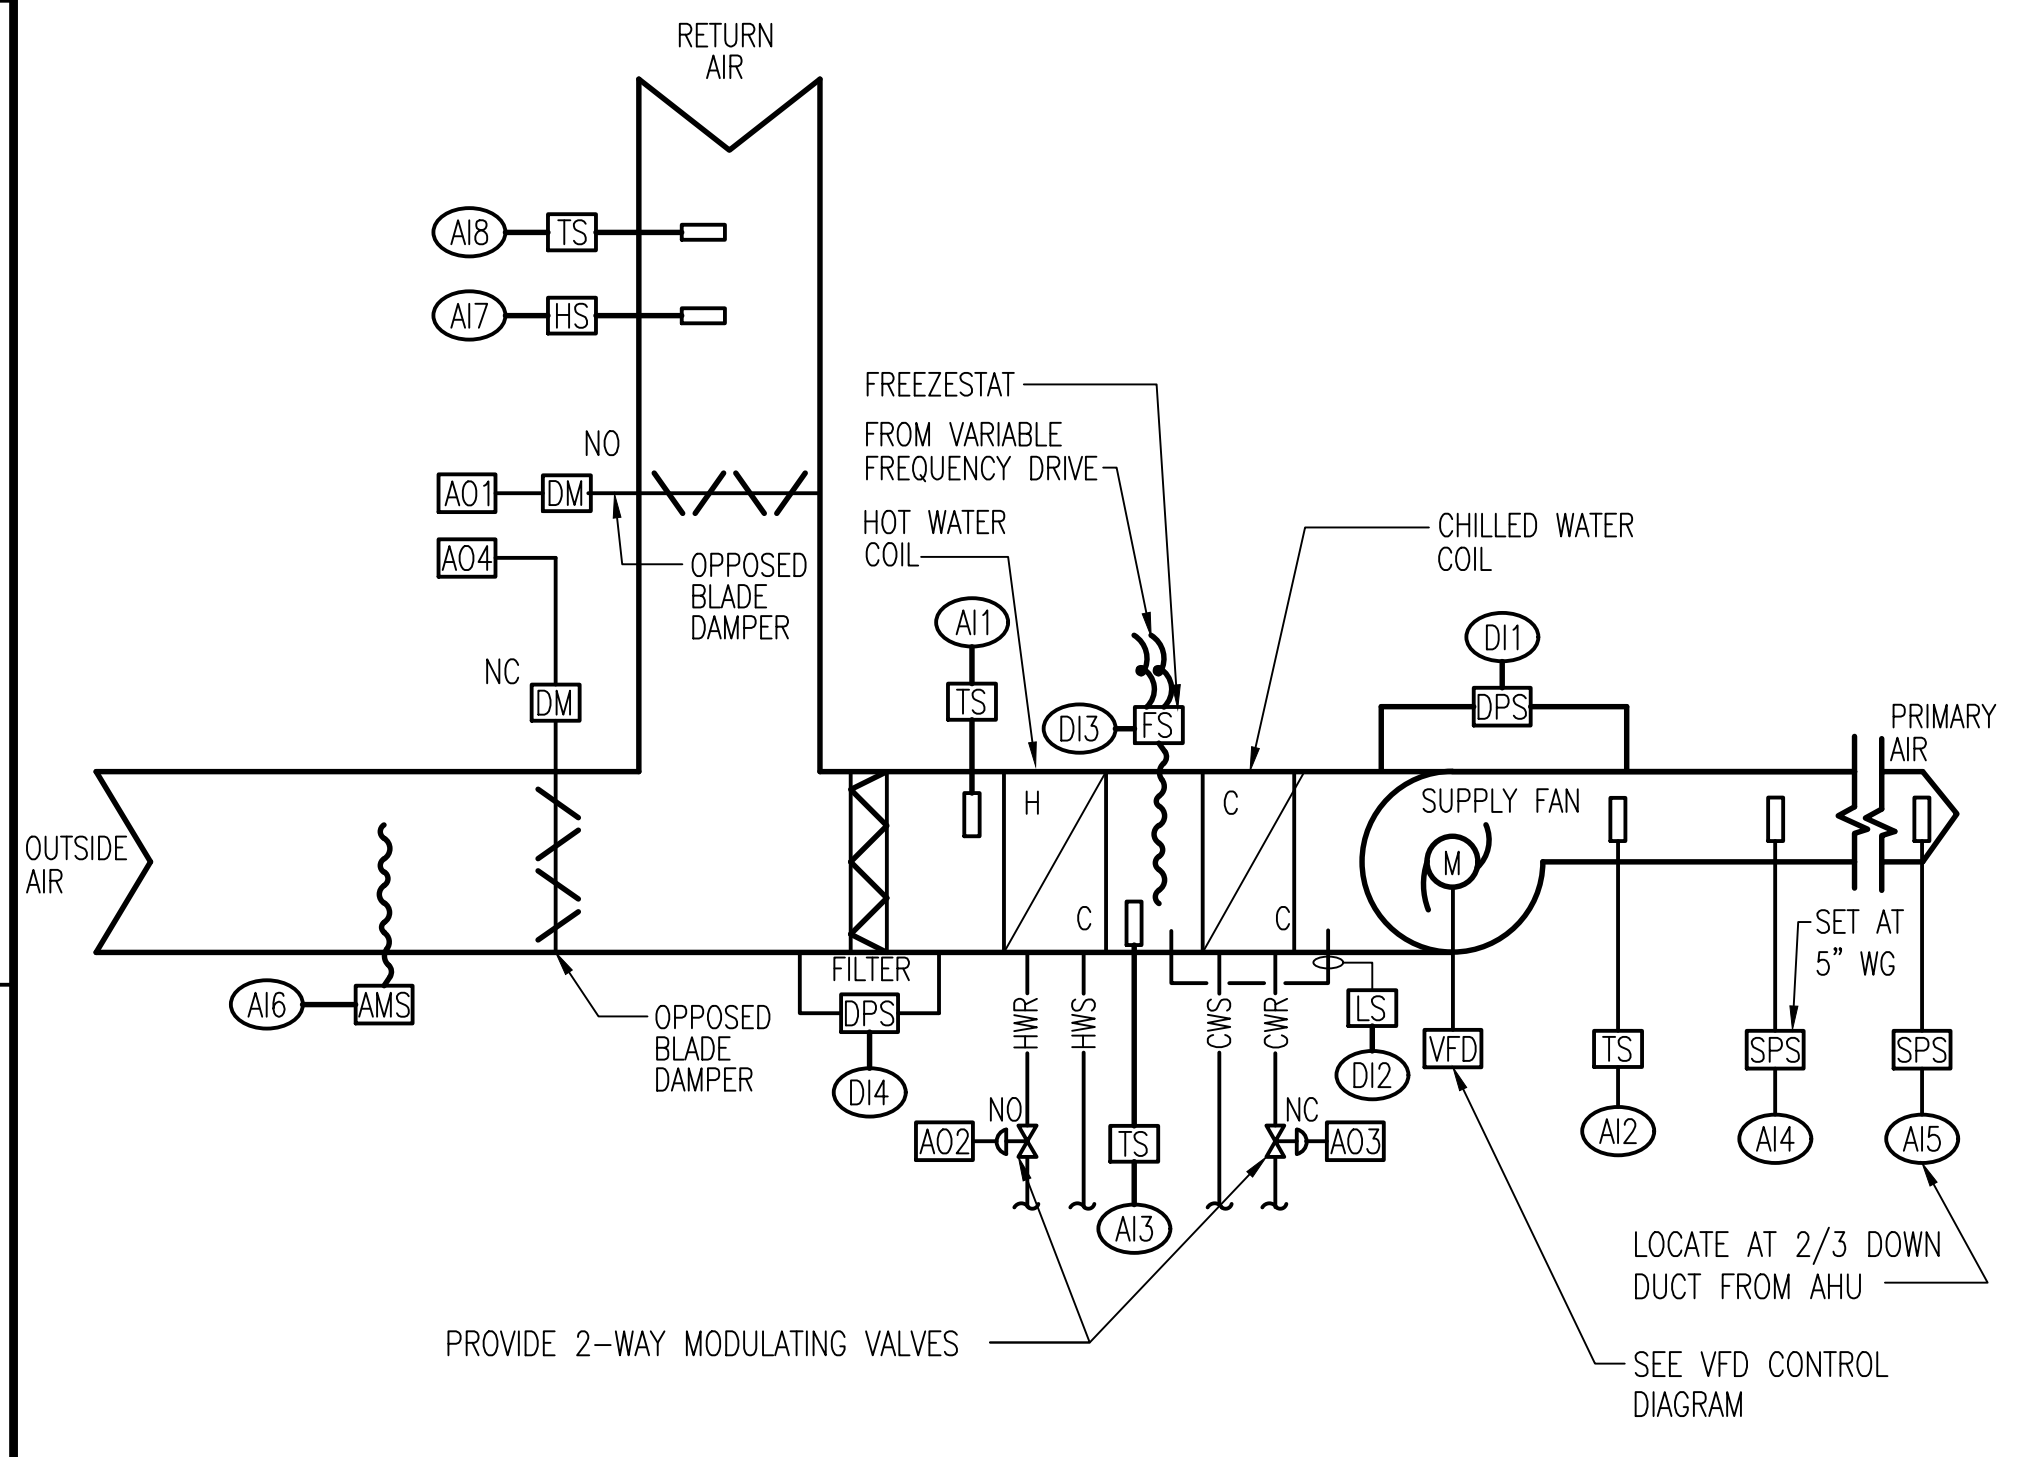 RETURN
AIR
AI8
TS
AI7
HS
FREEZESTAT
FROM VARIABLE
FREQUENCY DRIVE
NO
AO1
DM
HOT WATER
COIL
CHILLED WATER
COIL
AO4
OPPOSED
BLADE
DAMPER
AI1
DI1
NC
DM
TS
DI3
FS
DPS
PRIMARY
AIR
H
C
SUPPLY FAN
OUTSIDE
AIR
M
C
C
SET AT
5” WG
FILTER
AI6
AMS
DPS
HWR
HWS
CWS
CWR
LS
OPPOSED
BLADE
DAMPER
VFD
TS
SPS
SPS
DI4
DI2
NO
NC
AO2
TS
AO3
AI2
AI4
AI5
AI3
LOCATE AT 2/3 DOWN
DUCT FROM AHU
PROVIDE 2-WAY MODULATING VALVES
SEE VFD CONTROL
DIAGRAM